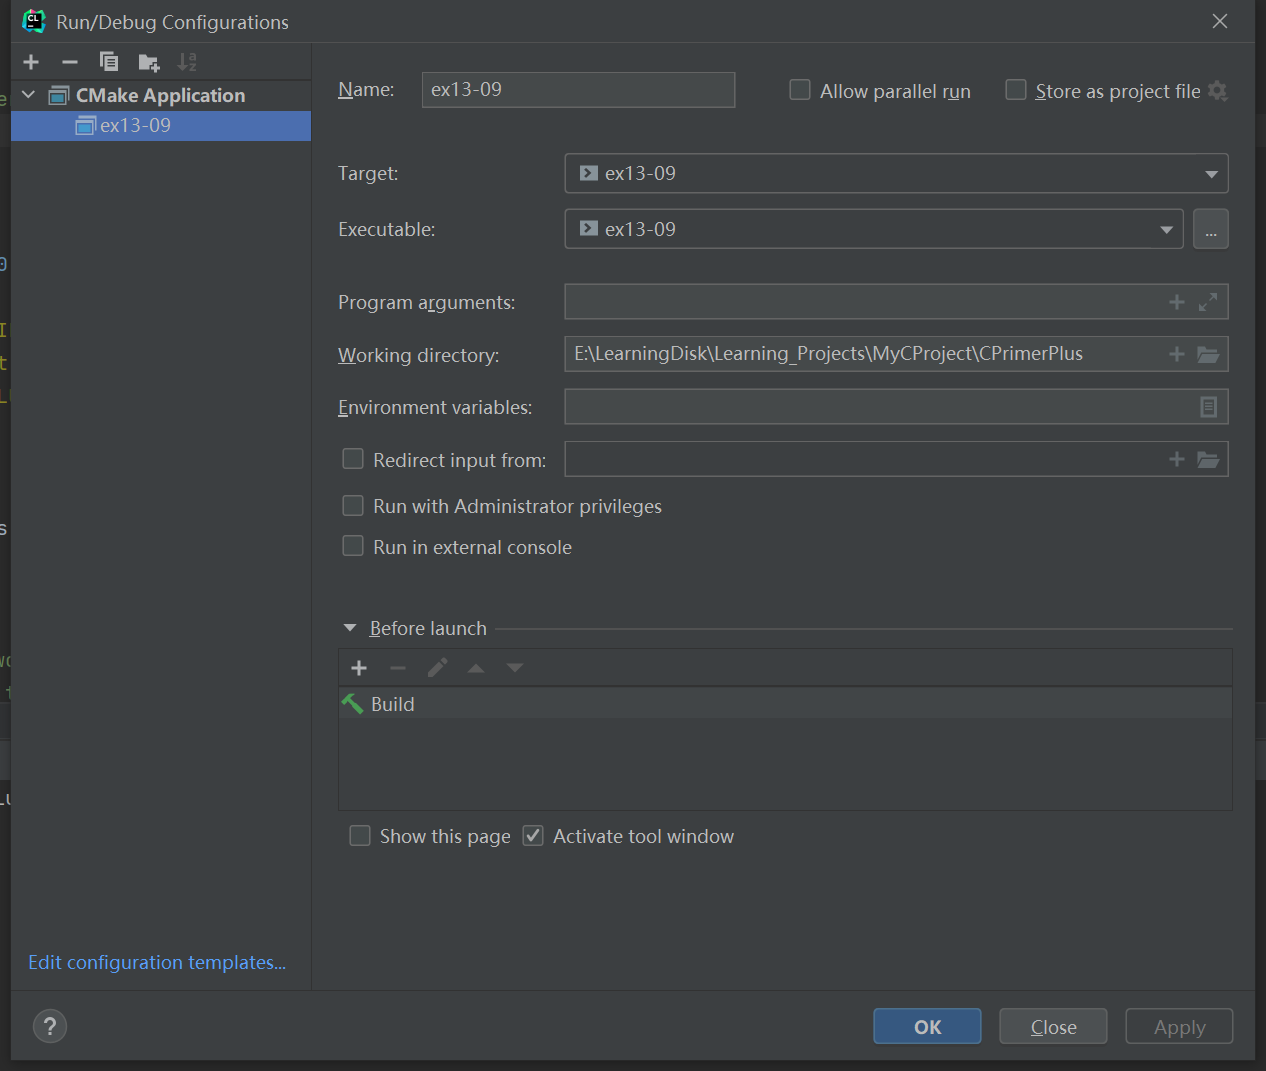 CL
Run/Debug Configurations
CMake Application
ex13-09
Name: ex13-09
Allow parallel run
Store as project file
Target: ex13-09
Executable: ex13-09
...
Program arguments:
Working directory: E:\LearningDisk\Learning_Projects\MyCProject\CPrimerPlus
Environment variables:
Redirect input from:
Run with Administrator privileges
Run in external console
Before launch
Build
Show this page
Activate tool window
Edit configuration templates...
?
OK
Close
Apply